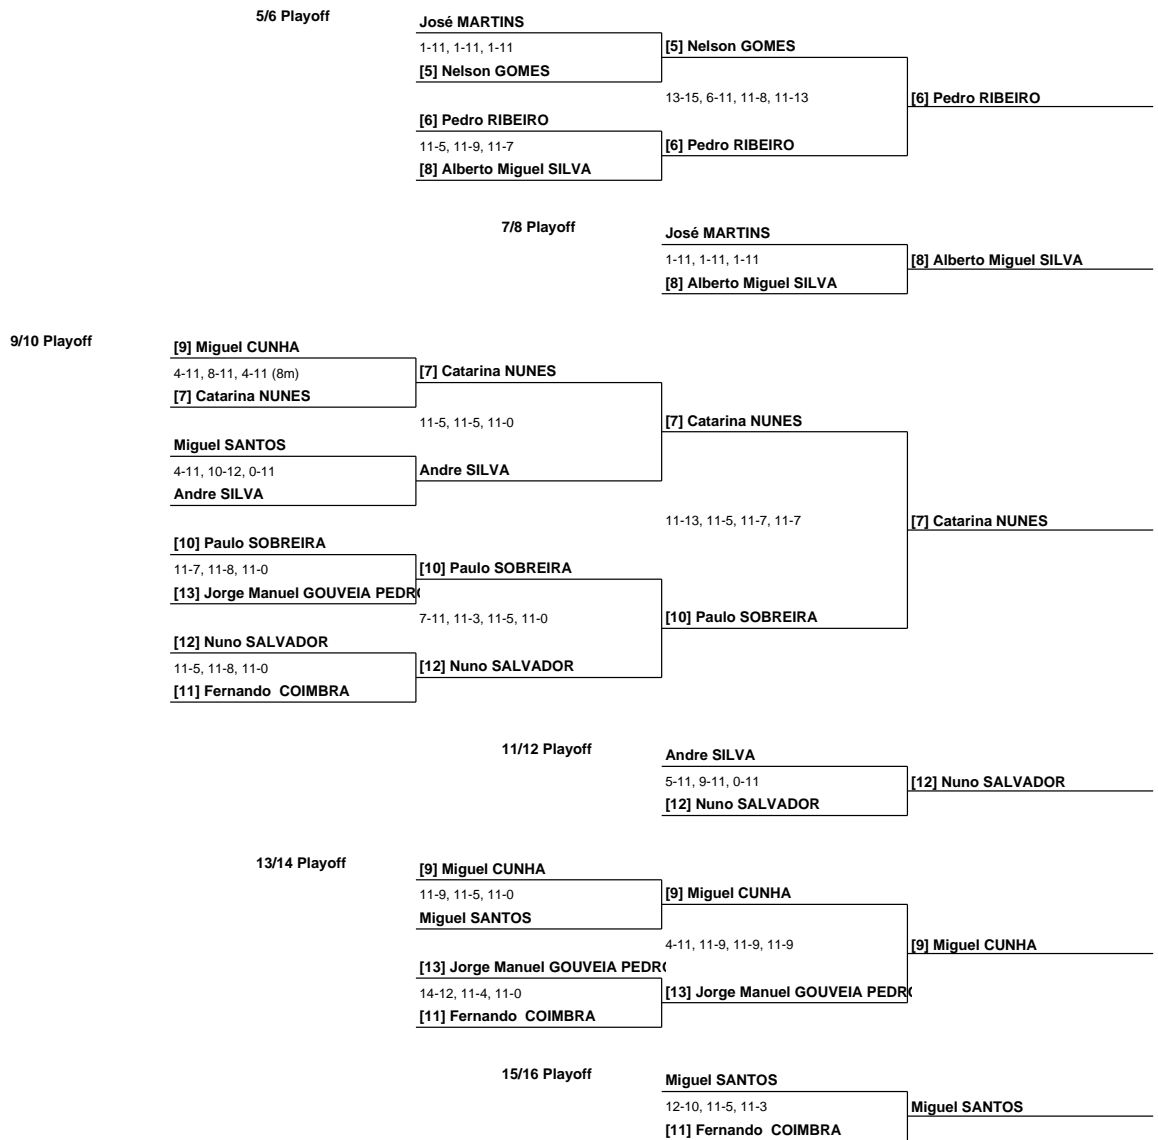 5/6 Playoff
José MARTINS
1-11, 1-11, 1-11
[5] Nelson GOMES
[5] Nelson GOMES
13-15, 6-11, 11-8, 11-13
[6] Pedro RIBEIRO
[6] Pedro RIBEIRO
11-5, 11-9, 11-7
[6] Pedro RIBEIRO
[8] Alberto Miguel SILVA
7/8 Playoff
José MARTINS
1-11, 1-11, 1-11
[8] Alberto Miguel SILVA
[8] Alberto Miguel SILVA
9/10 Playoff
[9] Miguel CUNHA
4-11, 8-11, 4-11 (8m)
[7] Catarina NUNES
[7] Catarina NUNES
11-5, 11-5, 11-0
[7] Catarina NUNES
Miguel SANTOS
4-11, 10-12, 0-11
Andre SILVA
Andre SILVA
11-13, 11-5, 11-7, 11-7
[7] Catarina NUNES
[10] Paulo SOBREIRA
11-7, 11-8, 11-0
[10] Paulo SOBREIRA
[13] Jorge Manuel GOUVEIA PEDR
7-11, 11-3, 11-5, 11-0
[10] Paulo SOBREIRA
[12] Nuno SALVADOR
11-5, 11-8, 11-0
[12] Nuno SALVADOR
[11] Fernando COIMBRA
11/12 Playoff
Andre SILVA
5-11, 9-11, 0-11
[12] Nuno SALVADOR
[12] Nuno SALVADOR
13/14 Playoff
[9] Miguel CUNHA
11-9, 11-5, 11-0
[9] Miguel CUNHA
Miguel SANTOS
4-11, 11-9, 11-9, 11-9
[9] Miguel CUNHA
[13] Jorge Manuel GOUVEIA PEDR
14-12, 11-4, 11-0
[13] Jorge Manuel GOUVEIA PEDR
[11] Fernando COIMBRA
15/16 Playoff
Miguel SANTOS
12-10, 11-5, 11-3
Miguel SANTOS
[11] Fernando COIMBRA